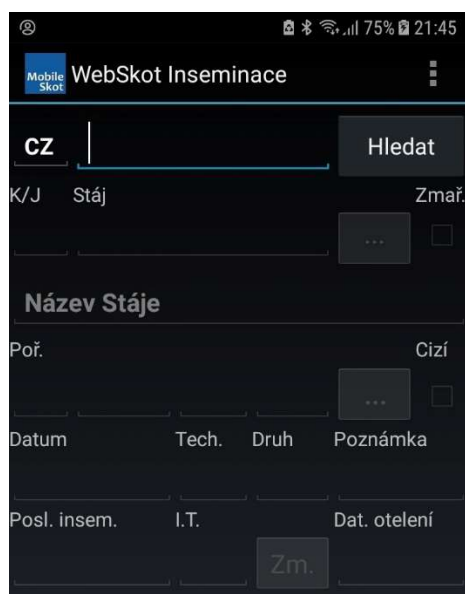 75% 21:45
Mobile Skot WebSkot Inseminace
CZ Hledat
K/J Stáj Zmař.
...
Název Stáje
Poř. Cizí
...
Datum Tech. Druh Poznámka
Posl. insem. I.T. Dat. otelení
Zm.